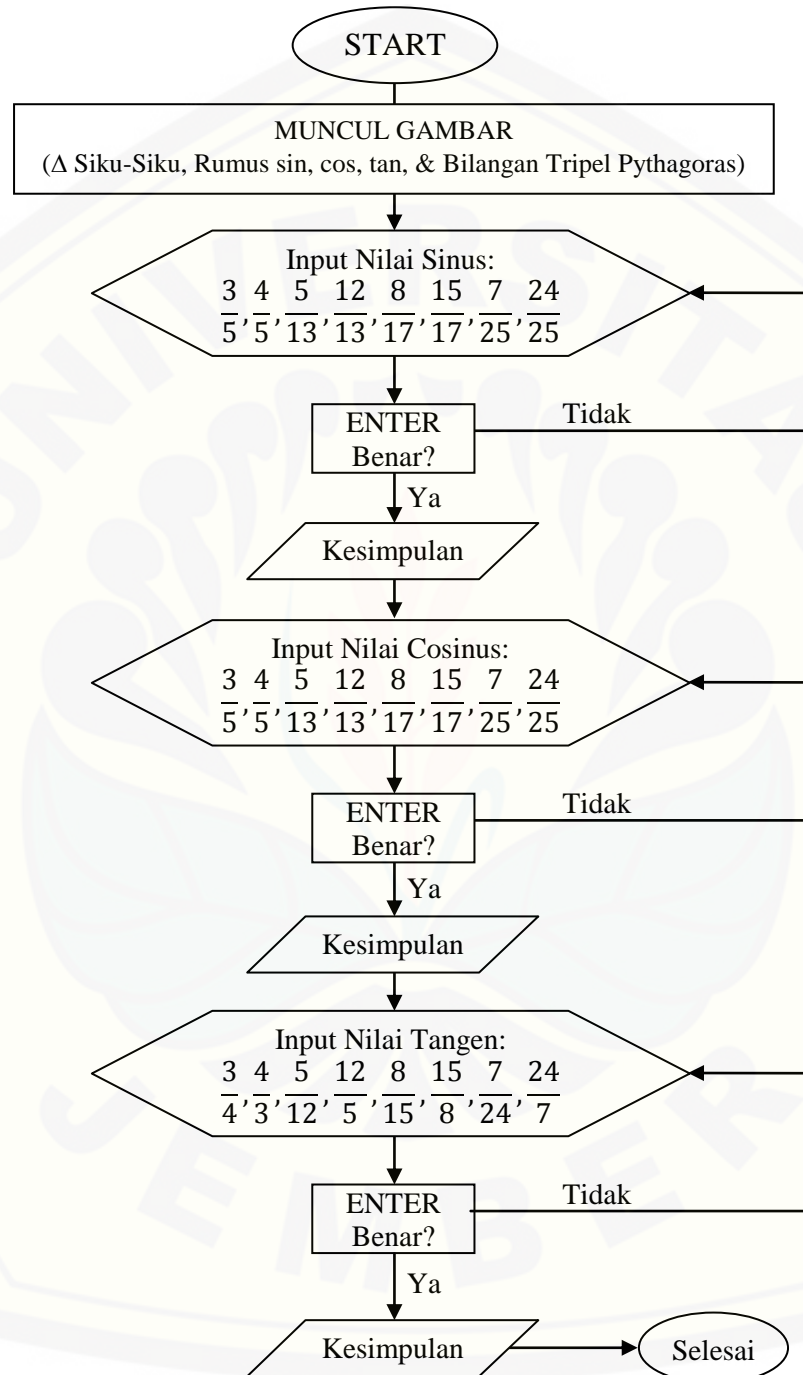 START
MUNCUL GAMBAR
(Δ Siku-Siku, Rumus sin, cos, tan, & Bilangan Tripel Pythagoras)
Input Nilai Sinus:
3/5, 4/5, 5/13, 12/13, 8/17, 15/17, 7/25, 24/25
ENTER
Benar?
Tidak
Ya
Kesimpulan
Input Nilai Cosinus:
3/5, 4/5, 5/13, 12/13, 8/17, 15/17, 7/25, 24/25
ENTER
Benar?
Tidak
Ya
Kesimpulan
Input Nilai Tangen:
3/4, 4/3, 5/12, 12/5, 8/15, 15/8, 7/24, 24/7
ENTER
Benar?
Tidak
Ya
Kesimpulan
Selesai
UNIVERSITAS
JEMBER